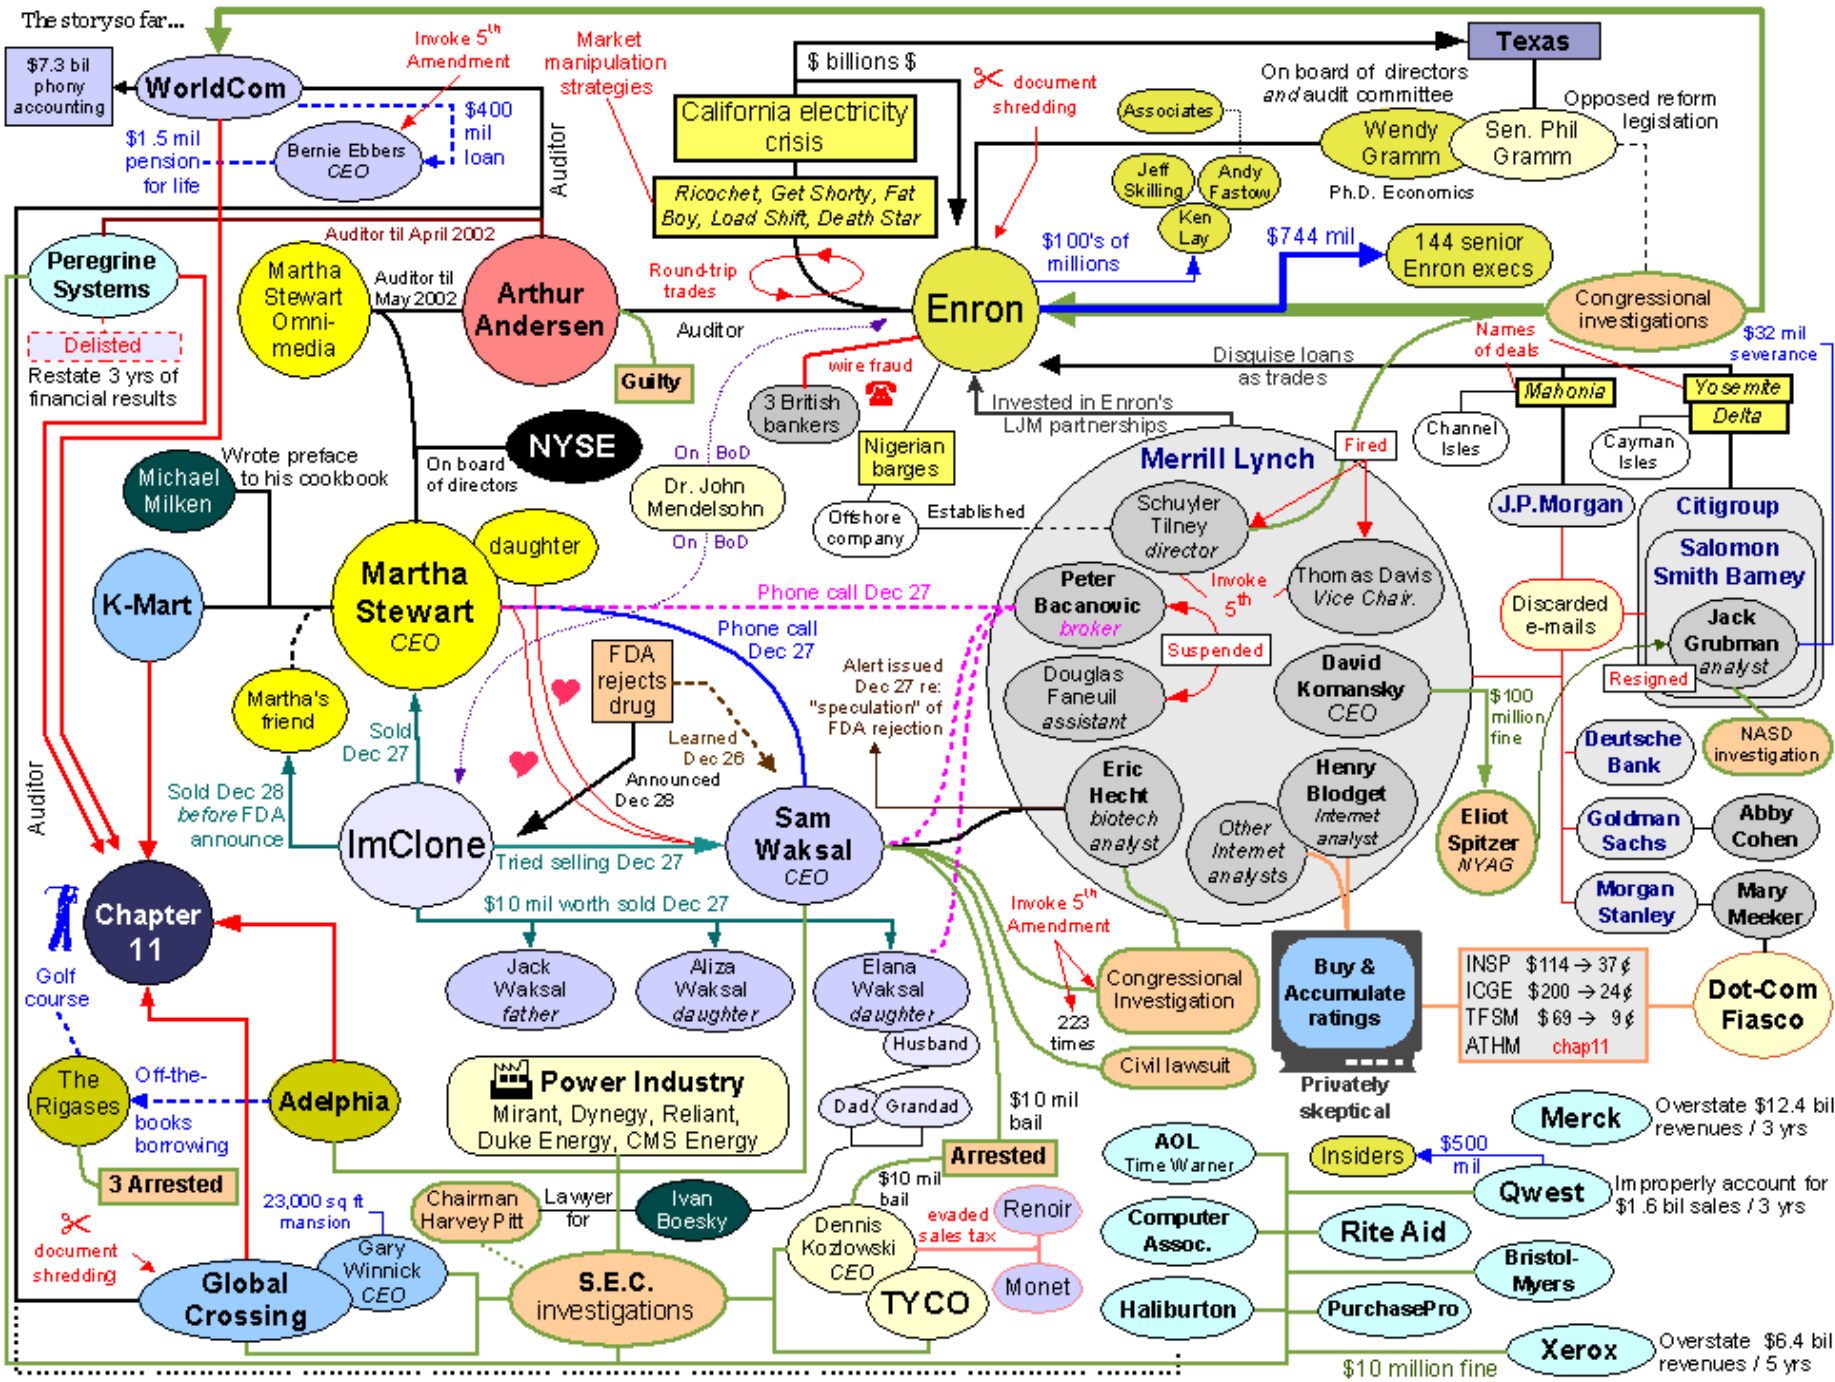 The story so far...
$7.3 bil
phony
accounting
WorldCom
Invoke 5th
Amendment
$400
mil
loan
$1.5 mil
pension
for life
Bernie Ebbers
CEO
Auditor
Market
manipulation
strategies
$ billions $
California electricity
crisis
Ricochet, Get Shorty, Fat
Boy, Load Shift, Death Star
Round-trip
trades
document
shredding
Texas
On board of directors
and audit committee
Wendy
Gramm
Sen. Phil
Gramm
Ph.D. Economics
Opposed reform
legislation
Associates
Jeff
Skilling
Andy
Fastow
Ken
Lay
$100's of
millions
$744 mil
144 senior
Enron execs
Congressional
investigations
Peregrine
Systems
Delisted
Restate 3 yrs of
financial results
Auditor til April 2002
Martha
Stewart
Omni-
media
Auditor til
May 2002
Arthur
Andersen
Auditor
Guilty
Enron
wire fraud
3 British
bankers
Nigerian
barges
Offshore
company
Established
Invested in Enron's
LJM partnerships
Disquise loans
as trades
Names
of deals
$32 mil
severance
Mahonia
Yosemite
Delta
Channel
Isles
Cayman
Isles
J.P.Morgan
Citigroup
Salomon
Smith Barney
Jack
Grubman
analyst
Resigned
Discarded
e-mails
NASD
investigation
Michael
Milken
Wrote preface
to his cookbook
NYSE
On board
of directors
On BoD
Dr. John
Mendelsohn
On BoD
K-Mart
Martha
Stewart
CEO
daughter
Martha's
friend
Sold
Dec 27
Sold Dec 28
before FDA
announce
Phone call Dec 27
Phone call
Dec 27
FDA
rejects
drug
Learned
Dec 26
Announced
Dec 28
Alert issued
Dec 27 re:
"speculation" of
FDA rejection
Merrill Lynch
Fired
Schuyler
Tilney
director
Thomas Davis
Vice Chair.
Invoke
5th
Peter
Bacanovic
broker
Suspended
Douglas
Faneuil
assistant
David
Komansky
CEO
$100
million
fine
Eric
Hecht
biotech
analyst
Henry
Blodget
Internet
analyst
Other
Internet
analysts
Eliot
Spitzer
NYAG
Deutsche
Bank
Goldman
Sachs
Abby
Cohen
Morgan
Stanley
Mary
Meeker
Auditor
ImClone
Tried selling Dec 27
Sam
Waksal
CEO
$10 mil worth sold Dec 27
Jack
Waksal
father
Aliza
Waksal
daughter
Elana
Waksal
daughter
Husband
Dad
Grandad
Chapter
11
Golf
course
The
Rigases
Off-the-
books
borrowing
Adelphia
3 Arrested
Invoke 5th
Amendment
223
times
Congressional
Investigation
Civil lawsuit
Buy &
Accumulate
ratings
Privately
skeptical
INSP $114 → 37¢
ICGE $200 → 24¢
TFSM $69 → 9¢
ATHM chap11
Dot-Com
Fiasco
Power Industry
Mirant, Dynegy, Reliant,
Duke Energy, CMS Energy
$10 mil
bail
Arrested
$10 mil
bail
Chairman
Harvey Pitt
Lawyer
for
Ivan
Boesky
Dennis
Kozlowski
CEO
TYCO
evaded
sales tax
Renoir
Monet
23,000 sq ft
mansion
Gary
Winnick
CEO
document
shredding
Global
Crossing
S.E.C.
investigations
AOL
Time Warner
Computer
Assoc.
Haliburton
Insiders
$500
mil
Merck
Overstate $12.4 bil
revenues / 3 yrs
Qwest
Improperly account for
$1.6 bil sales / 3 yrs
Rite Aid
Bristol-
Myers
PurchasePro
Xerox
Overstate $6.4 bil
revenues / 5 yrs
$10 million fine